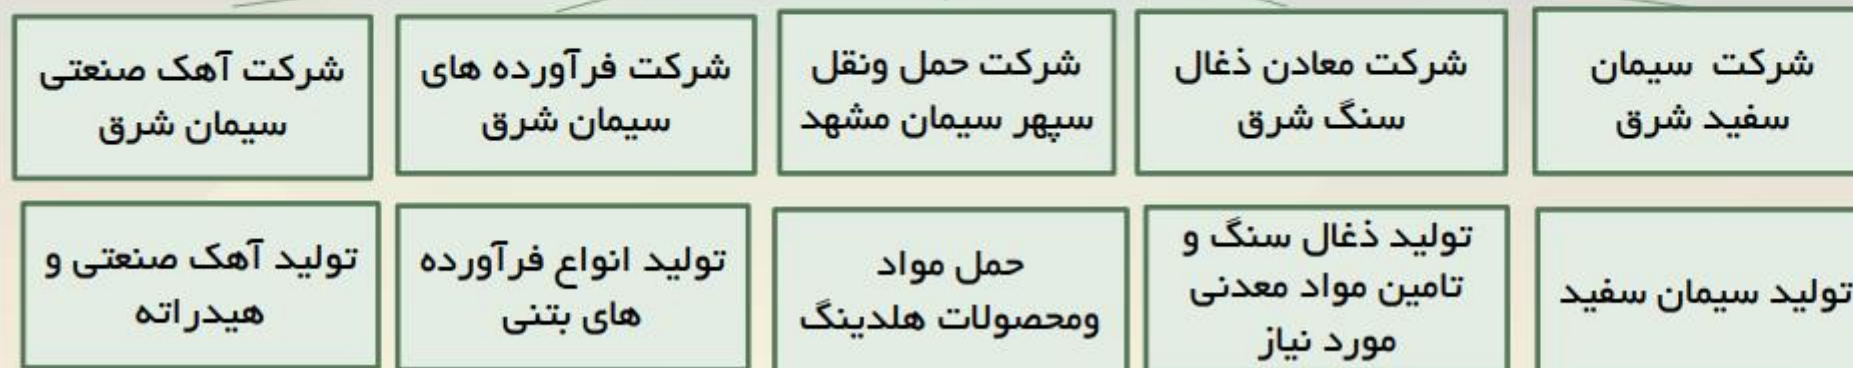 شرکت سیمان
سفید شرق
شرکت معادن ذغال
سنگ شرق
شرکت حمل ونقل
سپهر سیمان مشهد
شرکت فرآورده های
سیمان شرق
شرکت آهک صنعتی
سیمان شرق
تولید سیمان سفید
تولید ذغال سنگ و
تامین مواد معدنی
مورد نیاز
حمل مواد
ومحصولات هلدینگ
تولید انواع فرآورده
های بتنی
تولید آهک صنعتی و
هیدراته